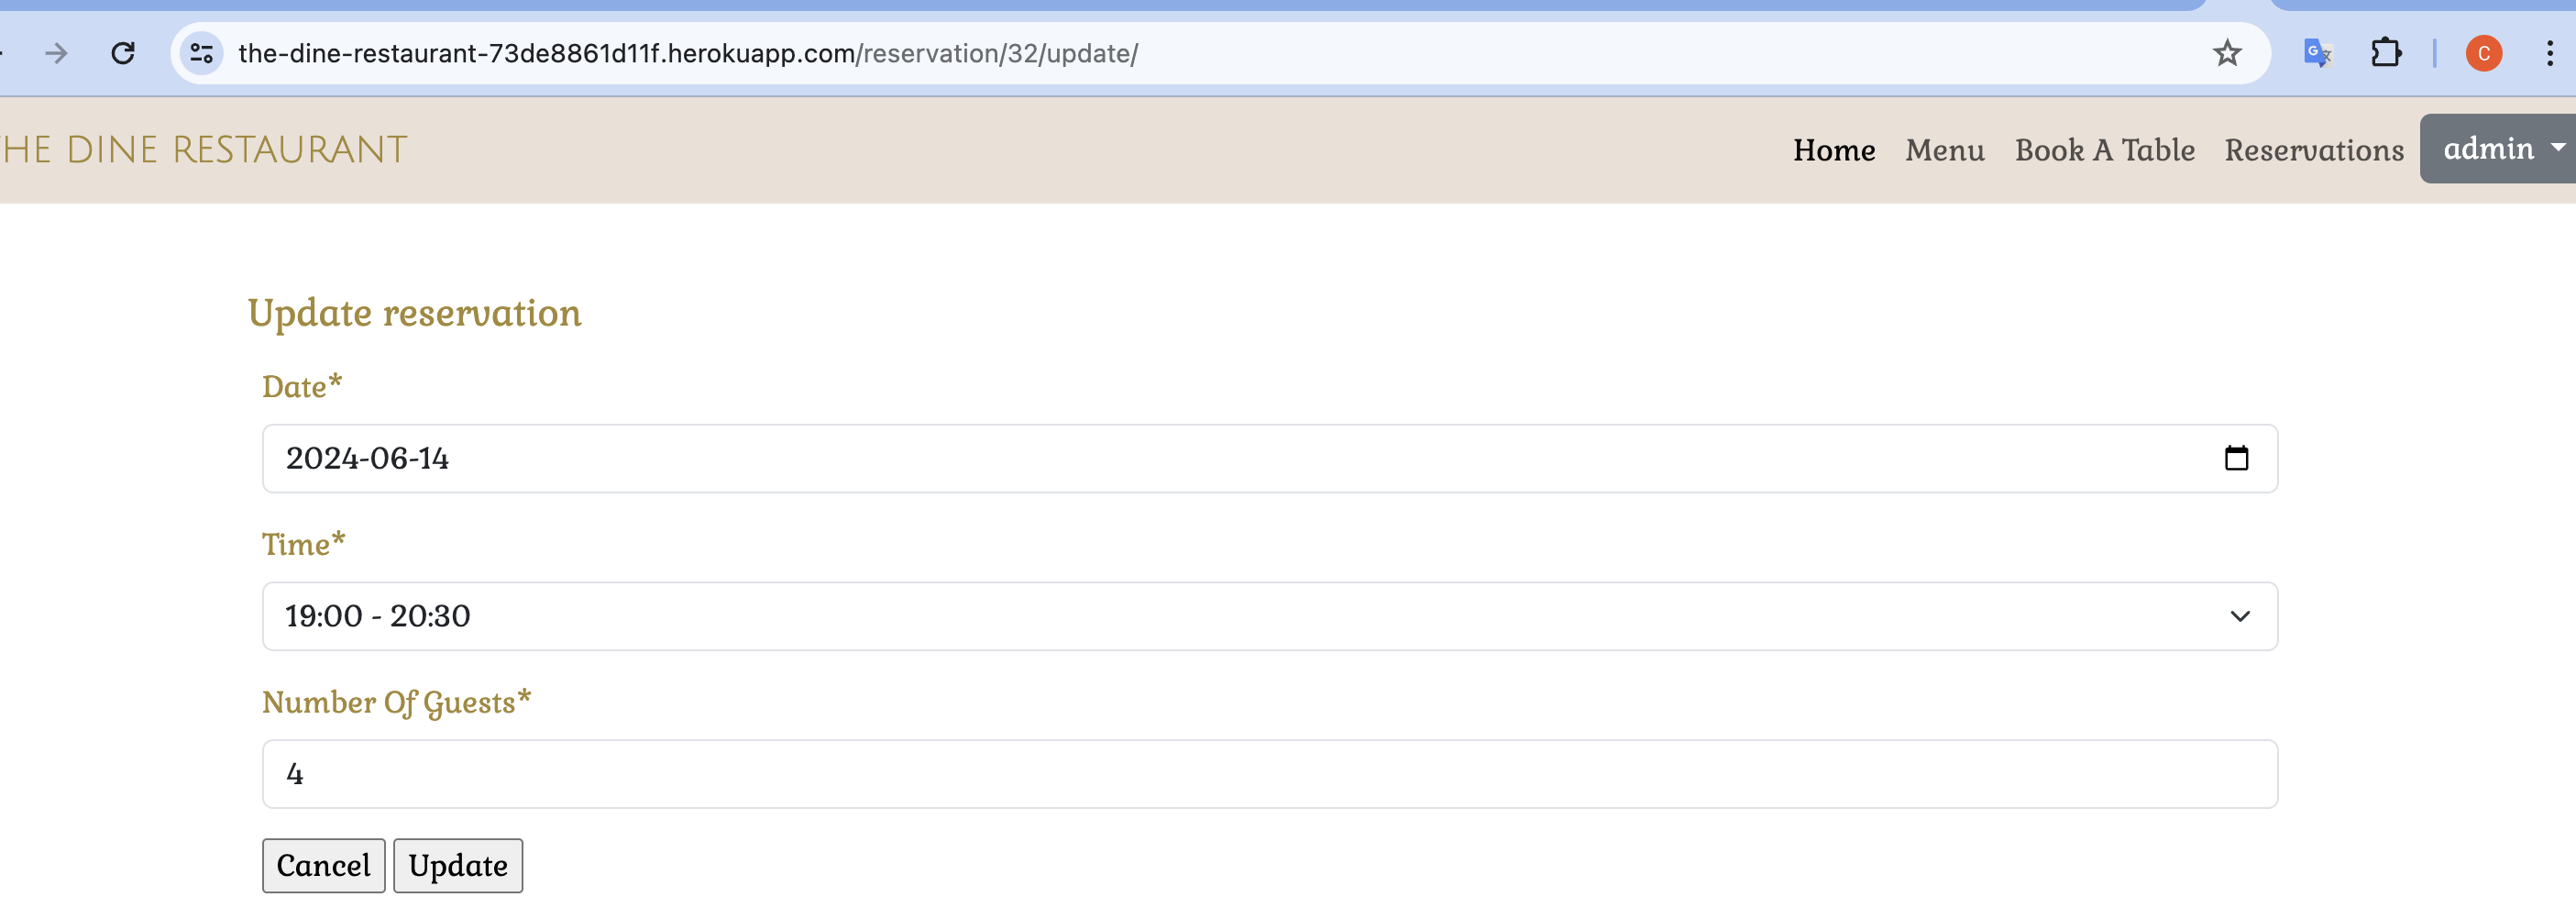 the-dine-restaurant-73de8861d11f.herokuapp.com/reservation/32/update/
C
HE DINE RESTAURANT
Home Menu Book A Table Reservations admin
Update reservation
Date*
2024-06-14
Time*
19:00 - 20:30
Number Of Guests*
4
Cancel Update